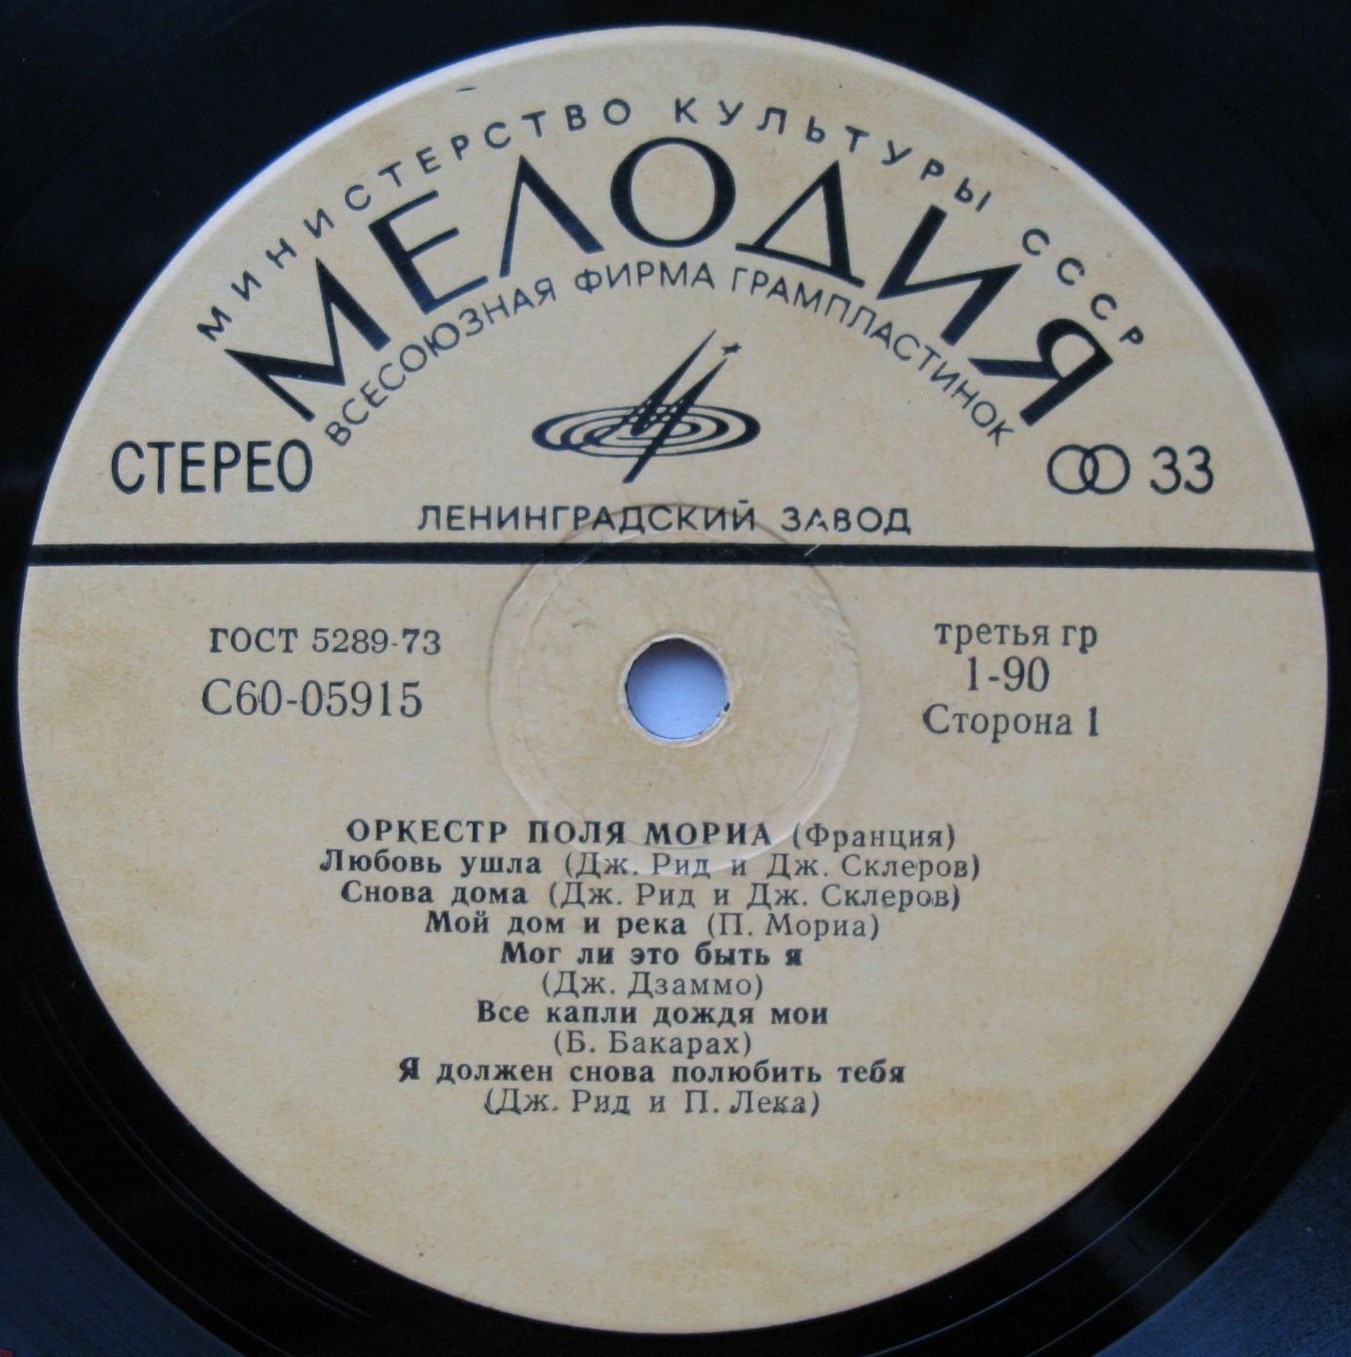 МИНИСТЕРСТВО КУЛЬТУРЫ СССР
МЕЛОДИЯ
ВСЕСОЮЗНАЯ ФИРМА ГРАМПЛАСТИНОК
СТЕРЕО
33
ЛЕНИНГРАДСКИЙ ЗАВОД
ГОСТ 5289-73
С60-05915
третья гр
1-90
Сторона 1
ОРКЕСТР ПОЛЯ МОРИА (Франция)
Любовь ушла (Дж. Рид и Дж. Склеров)
Снова дома (Дж. Рид и Дж. Склеров)
Мой дом и река (П. Мориа)
Мог ли это быть я
(Дж. Дзаммо)
Все капли дождя мои
(Б. Бакарах)
Я должен снова полюбить тебя
(Дж. Рид и П. Лека)